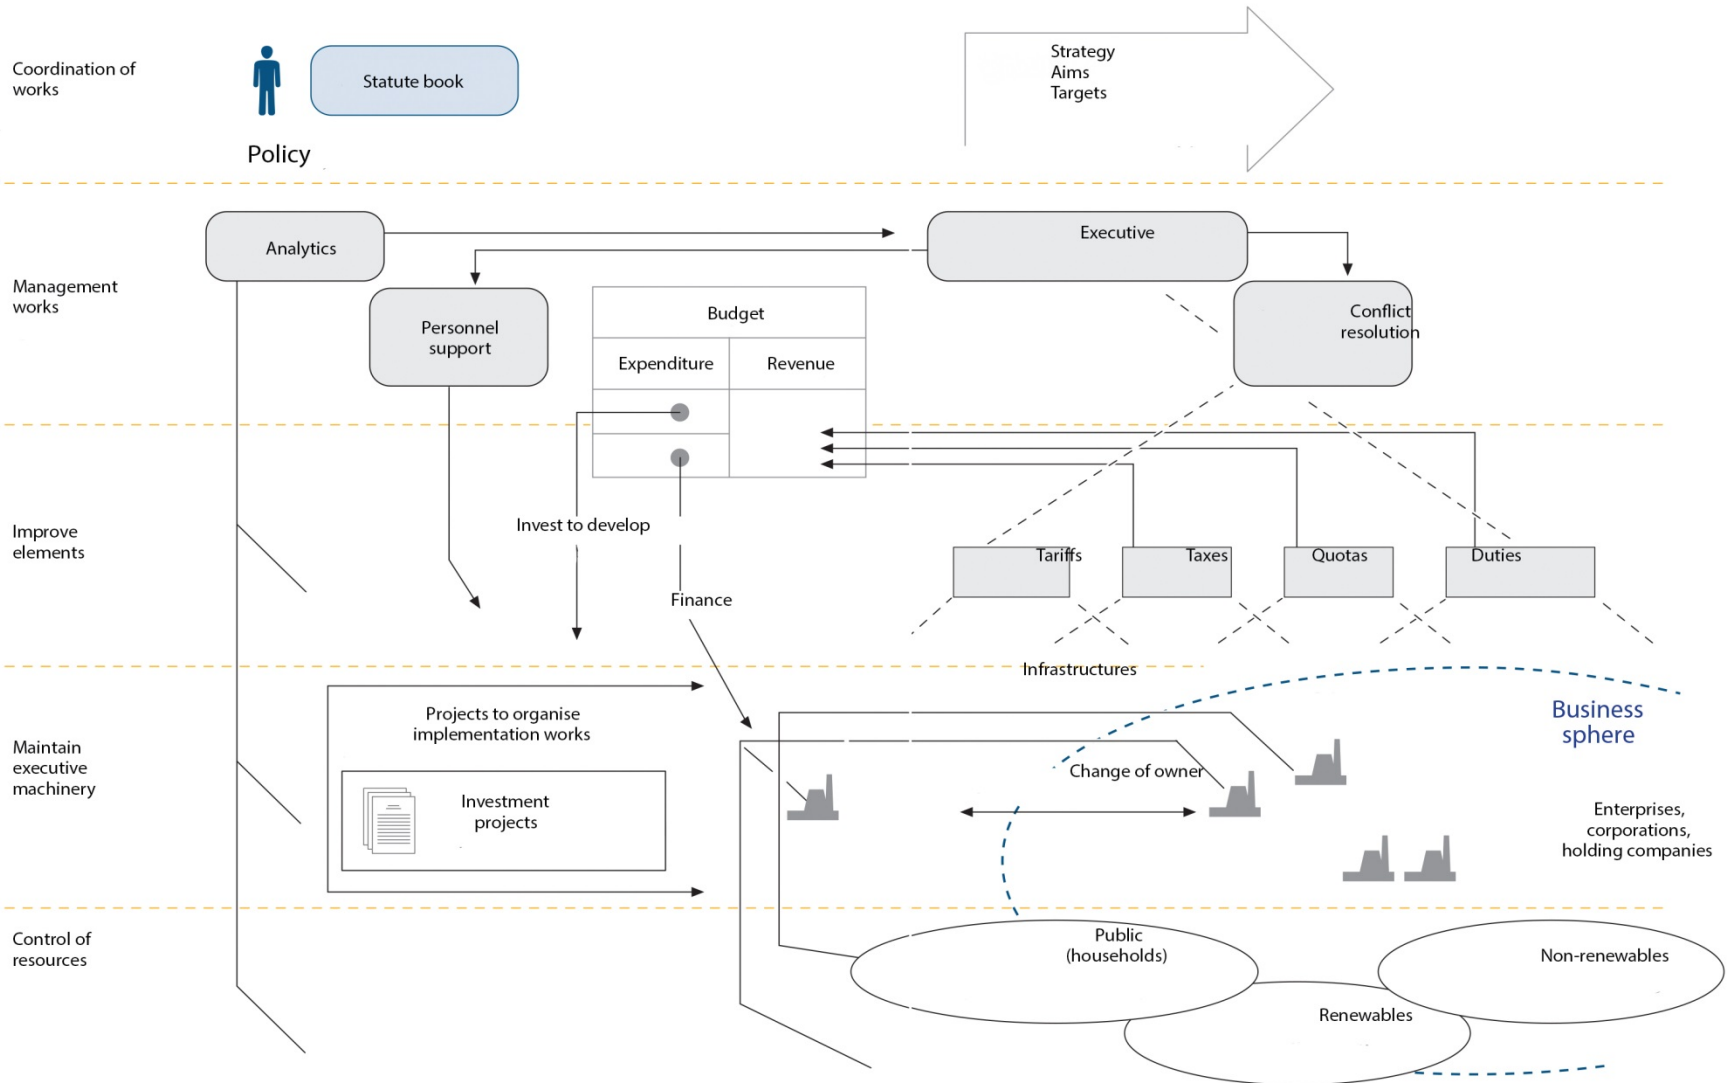 Coordination of
works
Statute book
Policy
Strategy
Aims
Targets
Management
works
Analytics
Executive
Personnel
support
Budget
Expenditure
Revenue
Conflict
resolution
Improve
elements
Invest to develop
Finance
Tariffs
Taxes
Quotas
Duties
Infrastructures
Maintain
executive
machinery
Projects to organise
implementation works
Investment
projects
Change of owner
Business
sphere
Enterprises,
corporations,
holding companies
Control of
resources
Public
(households)
Renewables
Non-renewables